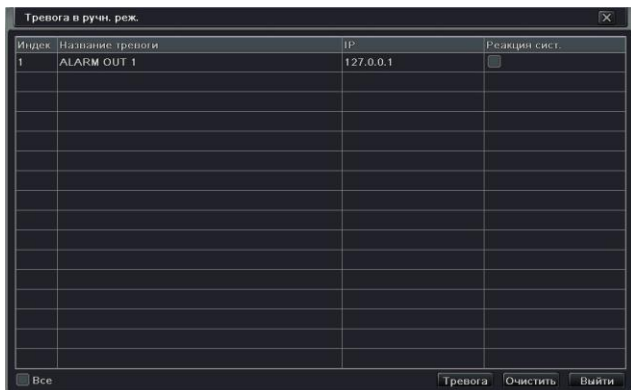 Тревога в ручн. реж.
Индек Название тревоги IP Реакция сист.
1 ALARM OUT 1 127.0.0.1
Все Тревога Очистить Выйти